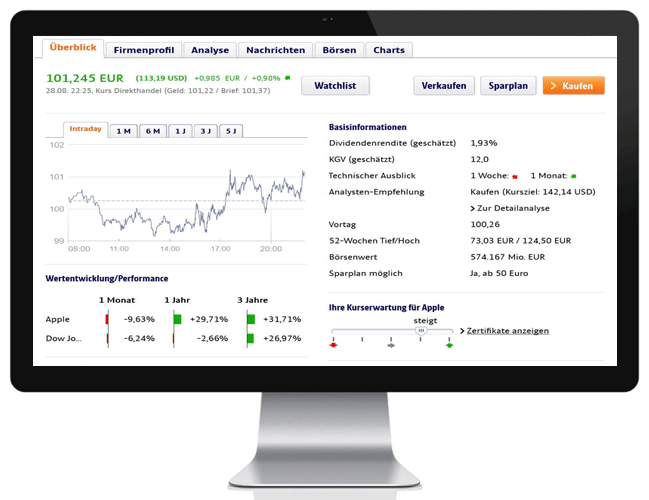 Überblick Firmenprofil Analyse Nachrichten Börsen Charts
101,245 EUR (113,19 USD) +0,985 EUR / +0,98%
28.08. 22:25, Kurs Direkthandel (Geld: 101,22 / Brief: 101,37)
Watchlist Verkaufen Sparplan Kaufen
Intraday 1 M 6 M 1 J 3 J 5 J
102
101
100
99
08:00 11:00 14:00 17:00 20:00
Wertentwicklung/Performance
1 Monat 1 Jahr 3 Jahre
Apple -9,63% +29,71% +31,71%
Dow Jo... -6,24% -2,66% +26,97%
Basisinformationen
Dividendenrendite (geschätzt) 1,93%
KGV (geschätzt) 12,0
Technischer Ausblick 1 Woche: 1 Monat:
Analysten-Empfehlung Kaufen (Kursziel: 142,14 USD)
Zur Detailanalyse
Vortag 100,26
52-Wochen Tief/Hoch 73,03 EUR / 124,50 EUR
Börsenwert 574.167 Mio. EUR
Sparplan möglich Ja, ab 50 Euro
Ihre Kurserwartung für Apple
steigt
Zertifikate anzeigen